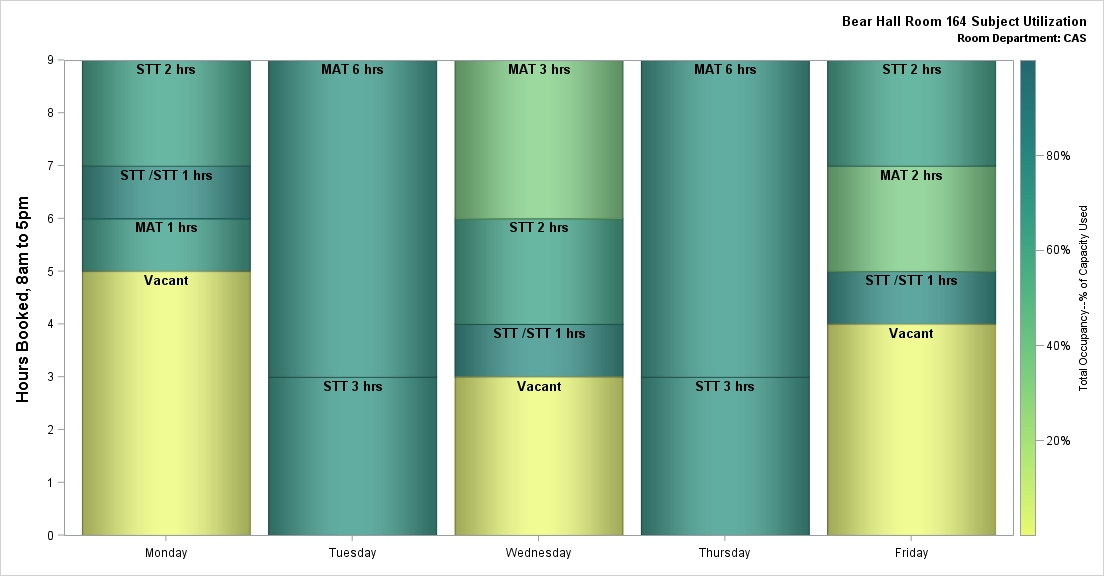 Bear Hall Room 164 Subject Utilization
Room Department: CAS
Hours Booked, 8am to 5pm
9
8
7
6
5
4
3
2
1
0
STT 2 hrs
STT /STT 1 hrs
MAT 1 hrs
Vacant
MAT 6 hrs
STT 3 hrs
MAT 3 hrs
STT 2 hrs
STT /STT 1 hrs
Vacant
MAT 6 hrs
STT 3 hrs
STT 2 hrs
MAT 2 hrs
STT /STT 1 hrs
Vacant
Monday
Tuesday
Wednesday
Thursday
Friday
80%
60%
40%
20%
Total Occupancy--% of Capacity Used